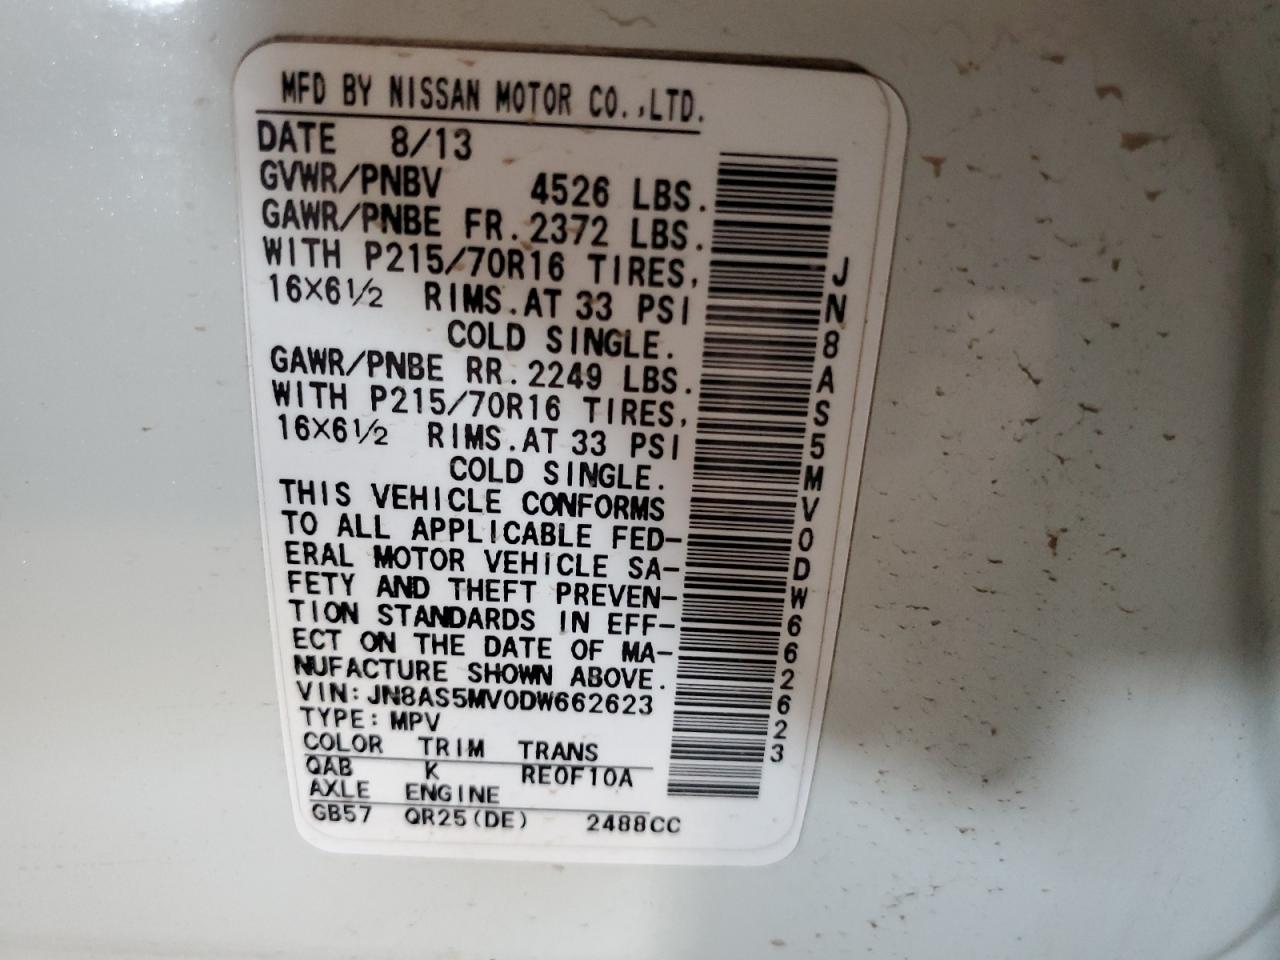 MFD BY NISSAN MOTOR CO.,LTD.
DATE 8/13
GVWR/PNBV 4526 LBS.
GAWR/PNBE FR. 2372 LBS.
WITH P215/70R16 TIRES,
16X6½ RIMS. AT 33 PSI
COLD SINGLE.
GAWR/PNBE RR. 2249 LBS.
WITH P215/70R16 TIRES,
16X6½ RIMS. AT 33 PSI
COLD SINGLE.
THIS VEHICLE CONFORMS
TO ALL APPLICABLE FED-
ERAL MOTOR VEHICLE SA-
FETY AND THEFT PREVEN-
TION STANDARDS IN EFF-
ECT ON THE DATE OF MA-
NUFACTURE SHOWN ABOVE.
VIN: JN8AS5MV0DW662623
TYPE: MPV
COLOR TRIM TRANS
QAB K RE0F10A
AXLE ENGINE
GB57 QR25(DE) 2488CC
JN8AS5MV0DW662623